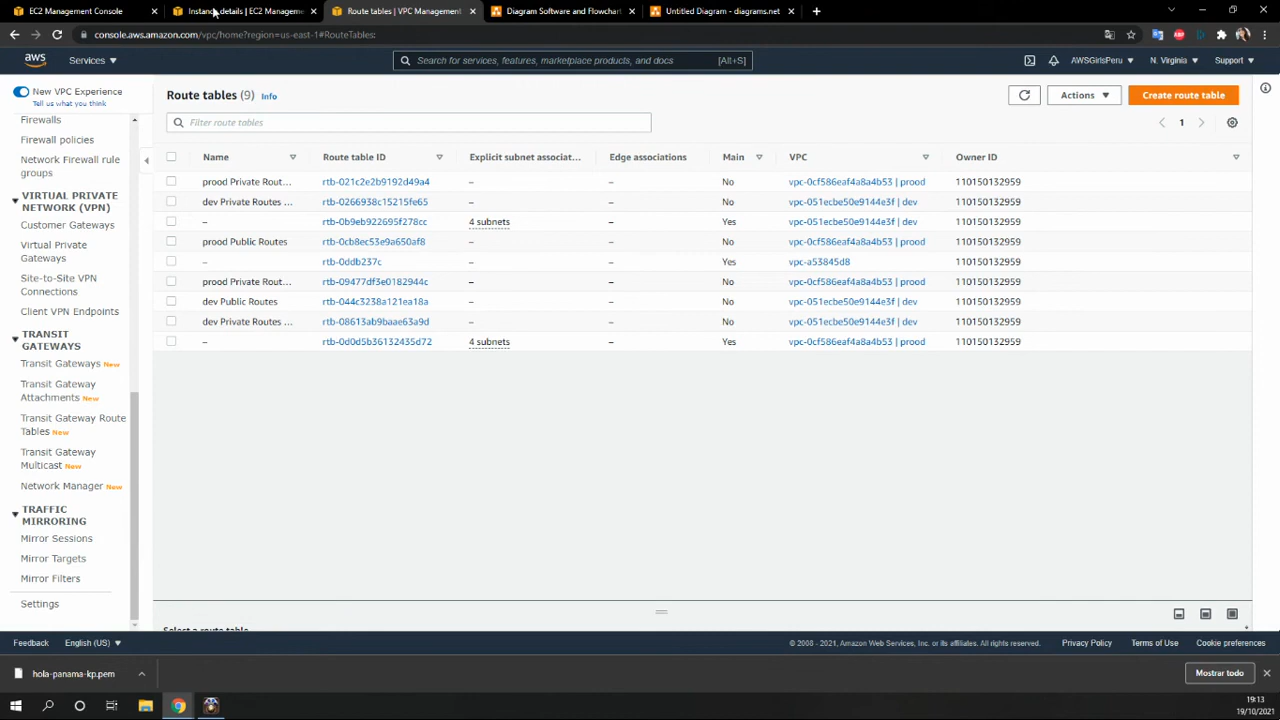 EC2 Management Console
Instance details | EC2 Manageme
Route tables | VPC Management
Diagram Software and Flowchart
Untitled Diagram - diagrams.net
console.aws.amazon.com/vpc/home?region=us-east-1#RouteTables:
aws
Services
Search for services, features, marketplace products, and docs
[Alt+S]
AWSGirlsPeru
N. Virginia
Support
New VPC Experience
Tell us what you think
Firewalls
Firewall policies
Network Firewall rule
groups
VIRTUAL PRIVATE
NETWORK (VPN)
Customer Gateways
Virtual Private
Gateways
Site-to-Site VPN
Connections
Client VPN Endpoints
TRANSIT
GATEWAYS
Transit Gateways New
Transit Gateway
Attachments New
Transit Gateway Route
Tables New
Transit Gateway
Multicast New
Network Manager New
TRAFFIC
MIRRORING
Mirror Sessions
Mirror Targets
Mirror Filters
Settings
Route tables (9) Info
Actions
Create route table
Filter route tables
1
Name Route table ID Explicit subnet associat... Edge associations Main VPC Owner ID
prood Private Rout... rtb-021c2e2b9192d49a4 – – No vpc-0cf586eaf4a8a4b53 | prood 110150132959
dev Private Routes ... rtb-0266938c15215fe65 – – No vpc-051ecbe50e9144e3f | dev 110150132959
– rtb-0b9eb922695f278cc 4 subnets – Yes vpc-051ecbe50e9144e3f | dev 110150132959
prood Public Routes rtb-0cb8ec53e9a650af8 – – No vpc-0cf586eaf4a8a4b53 | prood 110150132959
– rtb-0ddb237c – – Yes vpc-a53845d8 110150132959
prood Private Rout... rtb-09477df3e0182944c – – No vpc-0cf586eaf4a8a4b53 | prood 110150132959
dev Public Routes rtb-044c3238a121ea18a – – No vpc-051ecbe50e9144e3f | dev 110150132959
dev Private Routes ... rtb-08613ab9baae63a9d – – No vpc-051ecbe50e9144e3f | dev 110150132959
– rtb-0d0d5b36132435d72 4 subnets – Yes vpc-0cf586eaf4a8a4b53 | prood 110150132959
Select a route table
Feedback
English (US)
© 2008 - 2021, Amazon Web Services, Inc. or its affiliates. All rights reserved.
Privacy Policy
Terms of Use
Cookie preferences
hola-panama-kp.pem
Mostrar todo
19:13
19/10/2021